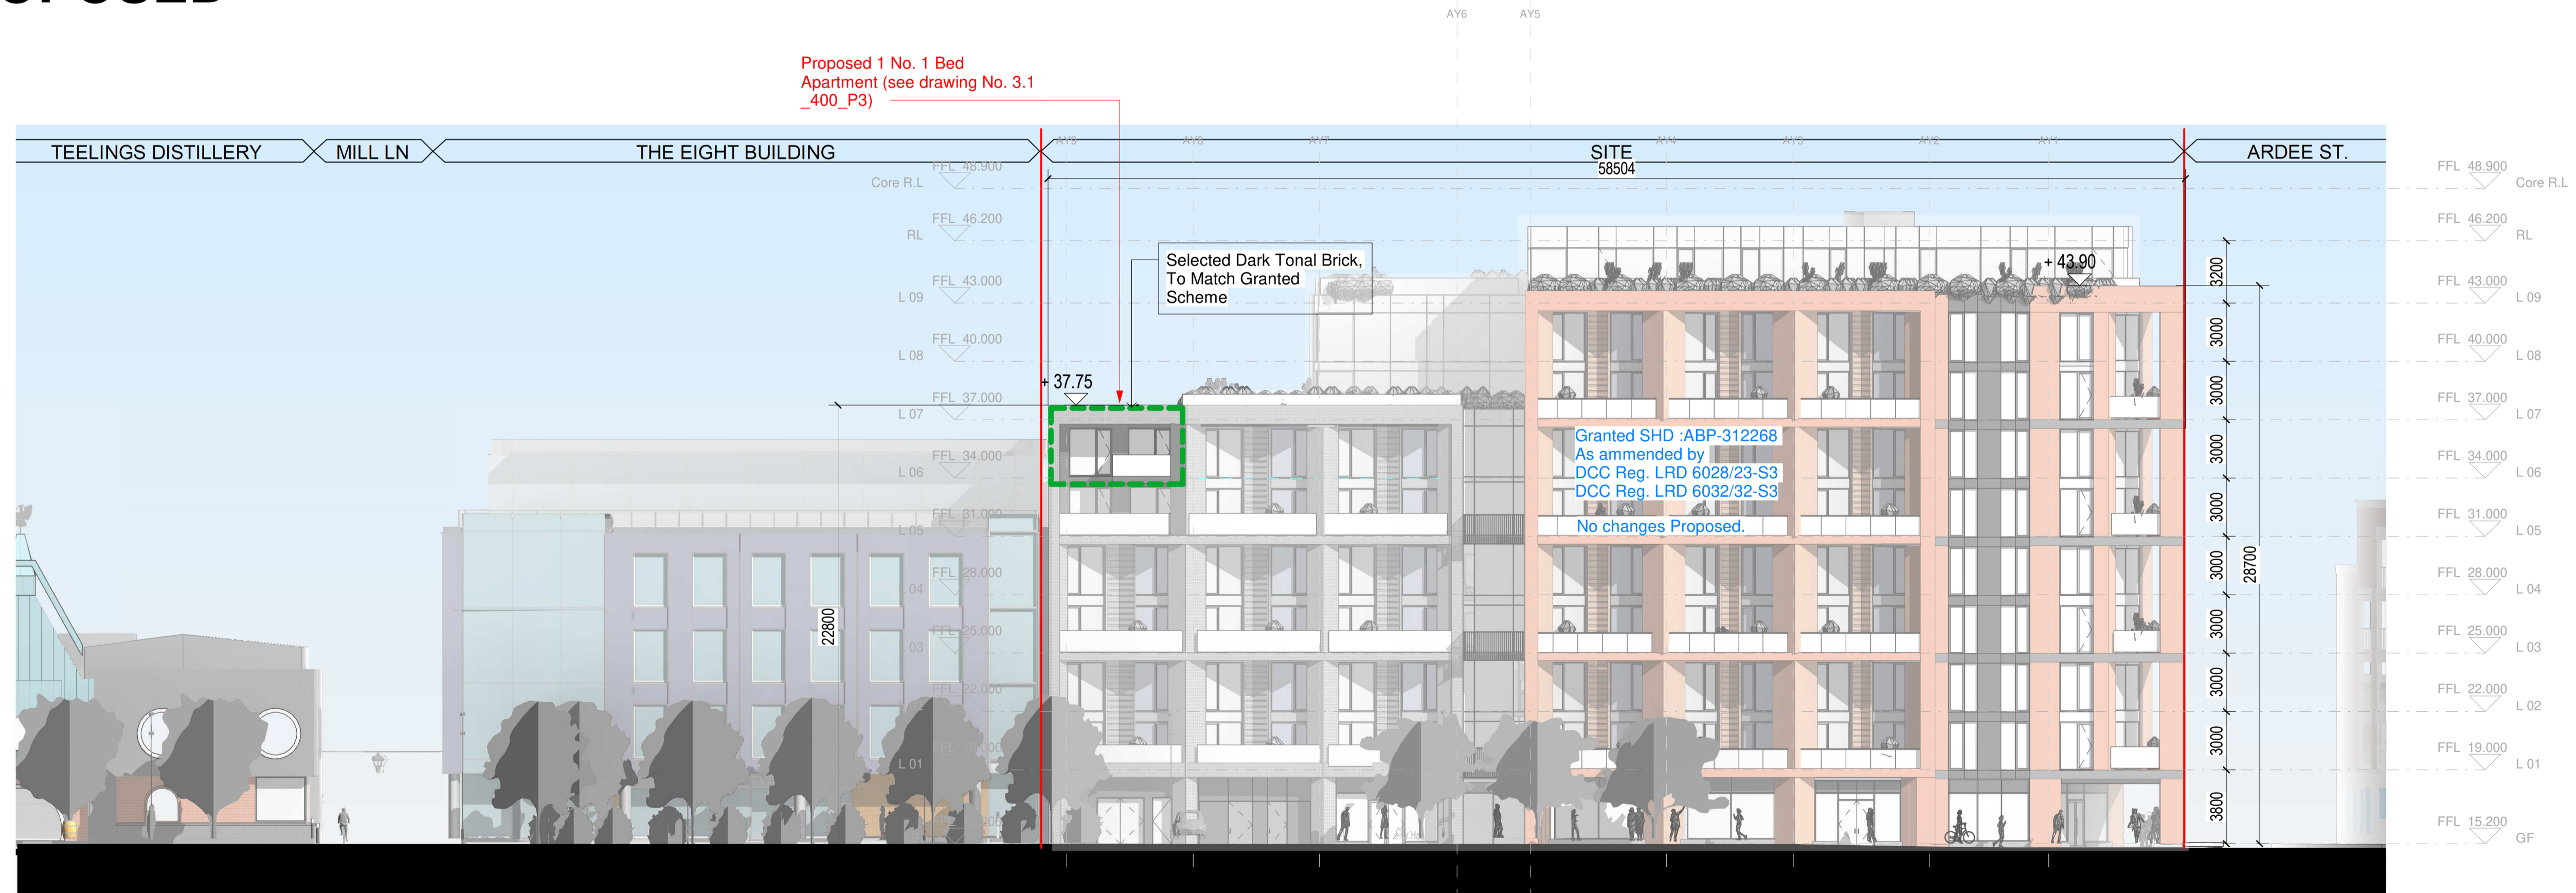 AY6
AY5
Proposed 1 No. 1 Bed
Apartment (see drawing No. 3.1
_400_P3)
TEELINGS DISTILLERY
MILL LN
THE EIGHT BUILDING
SITE
ARDEE ST.
58504
FFL 48.900
Core R.L
FFL 46.200
RL
FFL 43.000
L 09
FFL 40.000
L 08
FFL 37.000
L 07
FFL 34.000
L 06
FFL 31.000
L 05
FFL 28.000
04
FFL 25.000
03
FFL 22.000
L 01
Selected Dark Tonal Brick,
To Match Granted
Scheme
+ 37.75
+ 43.90
22800
Granted SHD :ABP-312268
As ammended by
DCC Reg. LRD 6028/23-S3
DCC Reg. LRD 6032/32-S3
No changes Proposed.
3200
3000
3000
3000
3000
3000
3000
3000
3000
3800
28700
FFL 48.900
Core R.L
FFL 46.200
RL
FFL 43.000
L 09
FFL 40.000
L 08
FFL 37.000
L 07
FFL 34.000
L 06
FFL 31.000
L 05
FFL 28.000
L 04
FFL 25.000
L 03
FFL 22.000
L 02
FFL 19.000
L 01
FFL 15.200
GF